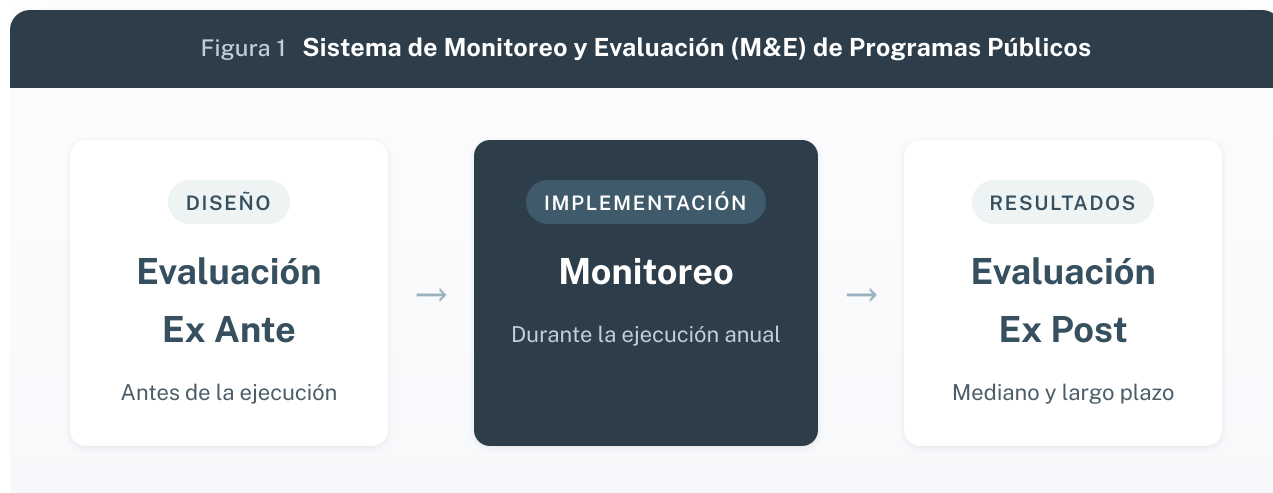 Figura 1 Sistema de Monitoreo y Evaluación (M&E) de Programas Públicos
DISEÑO
Evaluación
Ex Ante
Antes de la ejecución
→
IMPLEMENTACIÓN
Monitoreo
Durante la ejecución anual
→
RESULTADOS
Evaluación
Ex Post
Mediano y largo plazo